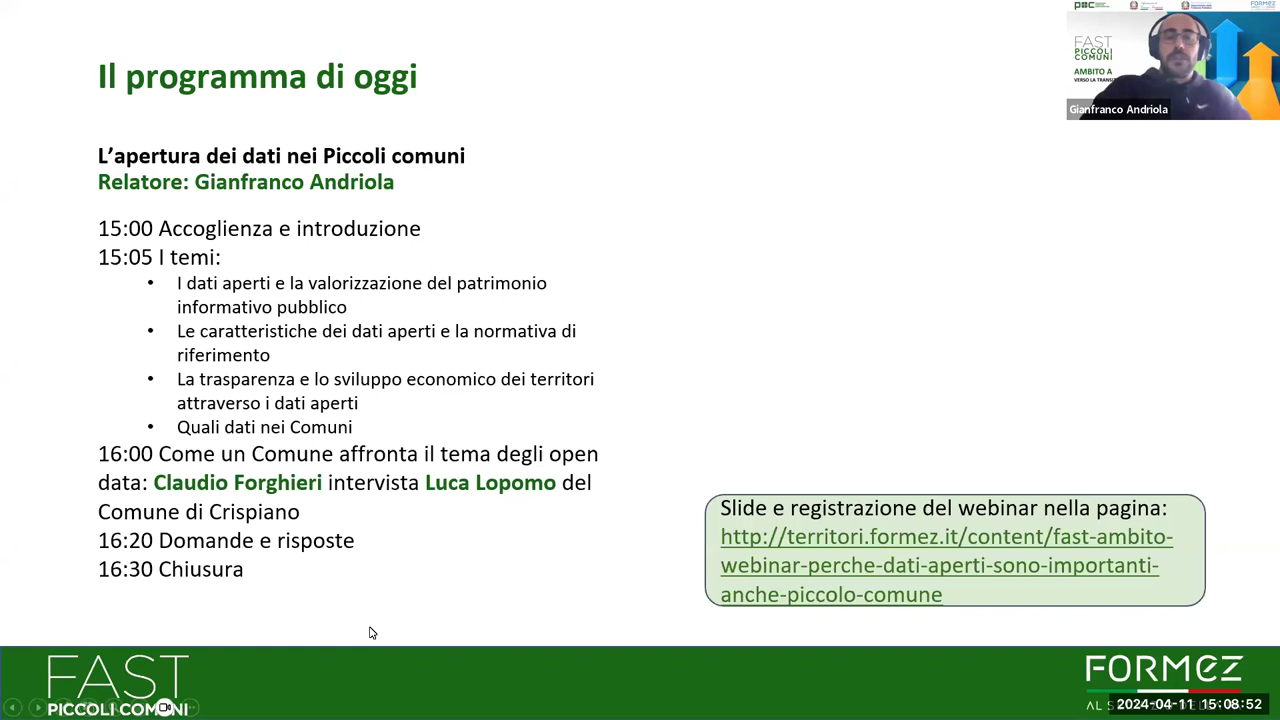 Il programma di oggi
L'apertura dei dati nei Piccoli comuni
Relatore: Gianfranco Andriola
15:00 Accoglienza e introduzione
15:05 I temi:
• I dati aperti e la valorizzazione del patrimonio
informativo pubblico
• Le caratteristiche dei dati aperti e la normativa di
riferimento
• La trasparenza e lo sviluppo economico dei territori
attraverso i dati aperti
• Quali dati nei Comuni
16:00 Come un Comune affronta il tema degli open
data: Claudio Forghieri intervista Luca Lopomo del
Comune di Crispiano
16:20 Domande e risposte
16:30 Chiusura
Slide e registrazione del webinar nella pagina:
http://territori.formez.it/content/fast-ambito-
webinar-perche-dati-aperti-sono-importanti-
anche-piccolo-comune
FAST
PICCOLI
COMUNI
AMBITO A
VERSO LA TRANSI
Gianfranco Andriola
FAST
PICCOLI COMUNI
FORMEZ
AL S
2024-04-11 15:08:52